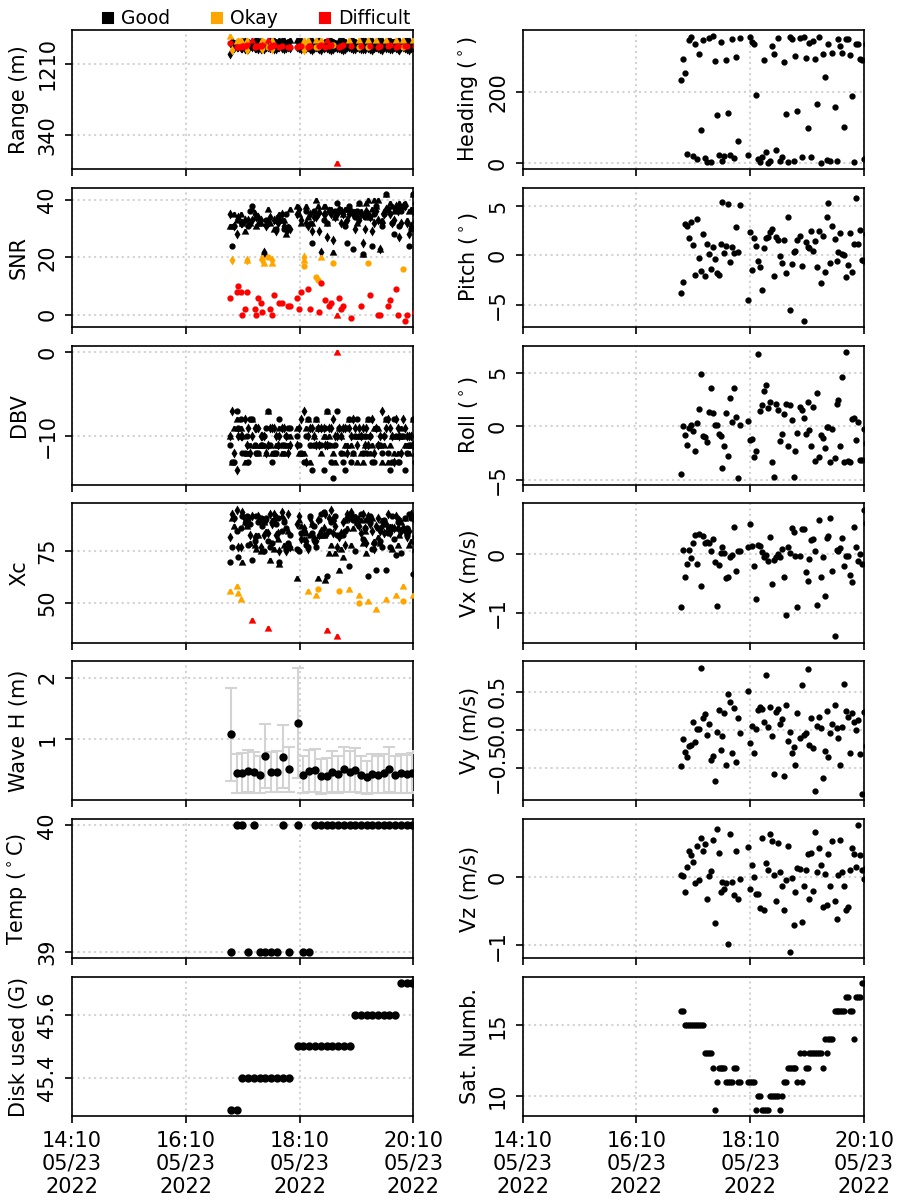 Good Okay Difficult
Range (m)
1210
340
Heading (°)
200
0
SNR
40
20
0
Pitch (°)
5
0
−5
DBV
0
−10
Roll (°)
5
0
−5
Xc
75
50
Vx (m/s)
0
−1
Wave H (m)
2
1
Vy (m/s)
0.5
0.0
−0.5
Temp (°C)
40
39
Vz (m/s)
0
−1
Disk used (G)
45.6
45.4
Sat. Numb.
15
10
14:10 16:10 18:10 20:10 14:10 16:10 18:10 20:10
05/23 05/23 05/23 05/23 05/23 05/23 05/23 05/23
2022 2022 2022 2022 2022 2022 2022 2022